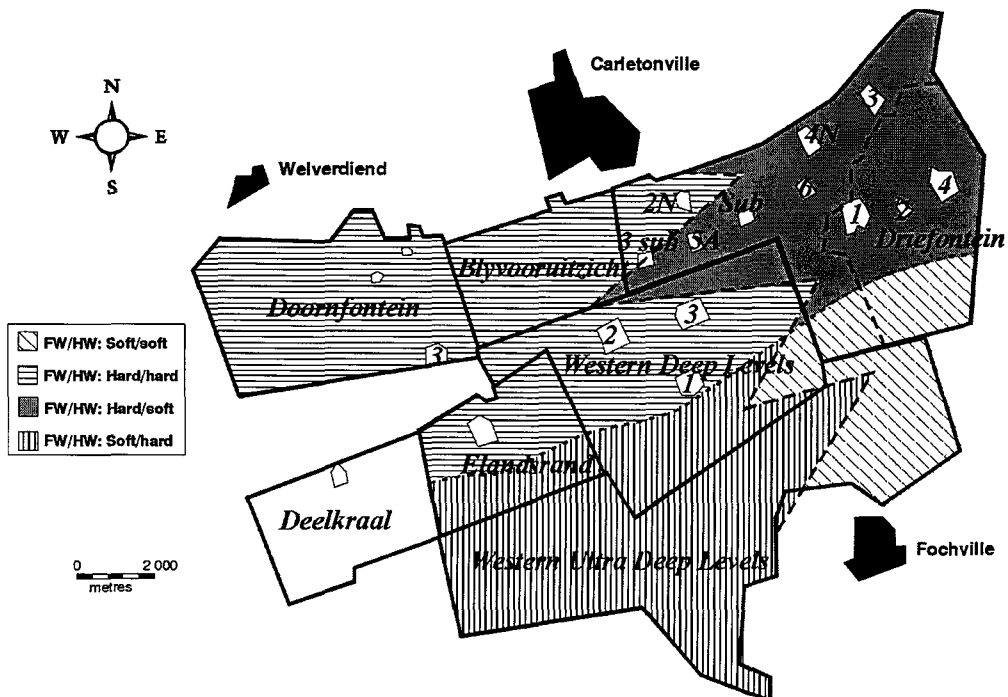 Carletonville
N
W E
S
Welverdiend
5
4N
6
4
2N
Sub
1
2
Driefontein
3 sub 5A
Blyvooruitzicht
Doornfontein
3
2
3
Western Deep Levels
1
FW/HW: Soft/soft
FW/HW: Hard/hard
FW/HW: Hard/soft
FW/HW: Soft/hard
Elandsrand
Deelkraal
Western Ultra Deep Levels
Fochville
0 2 000
metres